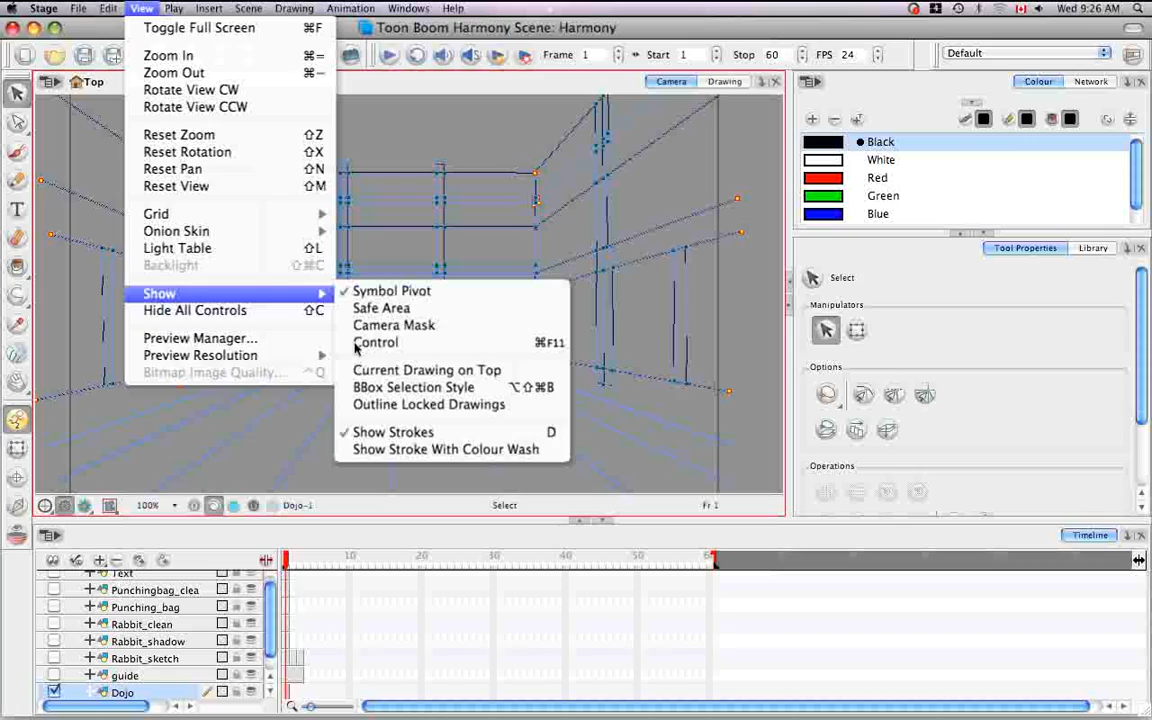 Stage File Edit View Play Insert Scene Drawing Animation Windows Help Wed 9:26 AM
Toon Boom Harmony Scene: Harmony
Toggle Full Screen ⌘F
Zoom In ⌘=
Zoom Out ⌘-
Rotate View CW
Rotate View CCW
Reset Zoom ⇧Z
Reset Rotation ⇧X
Reset Pan ⇧N
Reset View ⇧M
Grid
Onion Skin
Light Table ⇧L
Backlight ⇧⌘C
Show
Hide All Controls ⇧C
Preview Manager...
Preview Resolution
Bitmap Image Quality... ^Q
Symbol Pivot
Safe Area
Camera Mask
Control ⌘F11
Current Drawing on Top
BBox Selection Style ⌥⇧⌘B
Outline Locked Drawings
Show Strokes D
Show Stroke With Colour Wash
Frame 1 Start 1 Stop 60 FPS 24 Default
Top Camera Drawing
Colour Network
Black
White
Red
Green
Blue
Tool Properties Library
Select
Manipulators
Options
Operations
100% Dojo-1 Select Fr 1
Timeline
10 20 30 40 50 60
Text
Punchingbag_clea
Punching_bag
Rabbit_clean
Rabbit_shadow
Rabbit_sketch
guide
Dojo